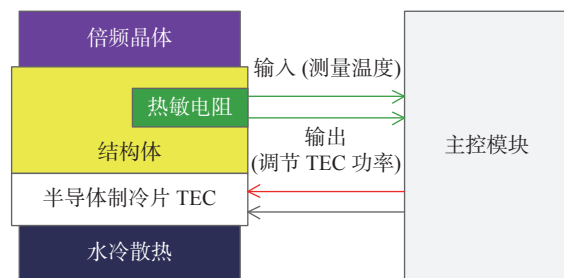 倍频晶体
输入 (测量温度)
热敏电阻
输出
(调节 TEC 功率)
结构体
主控模块
半导体制冷片 TEC
水冷散热